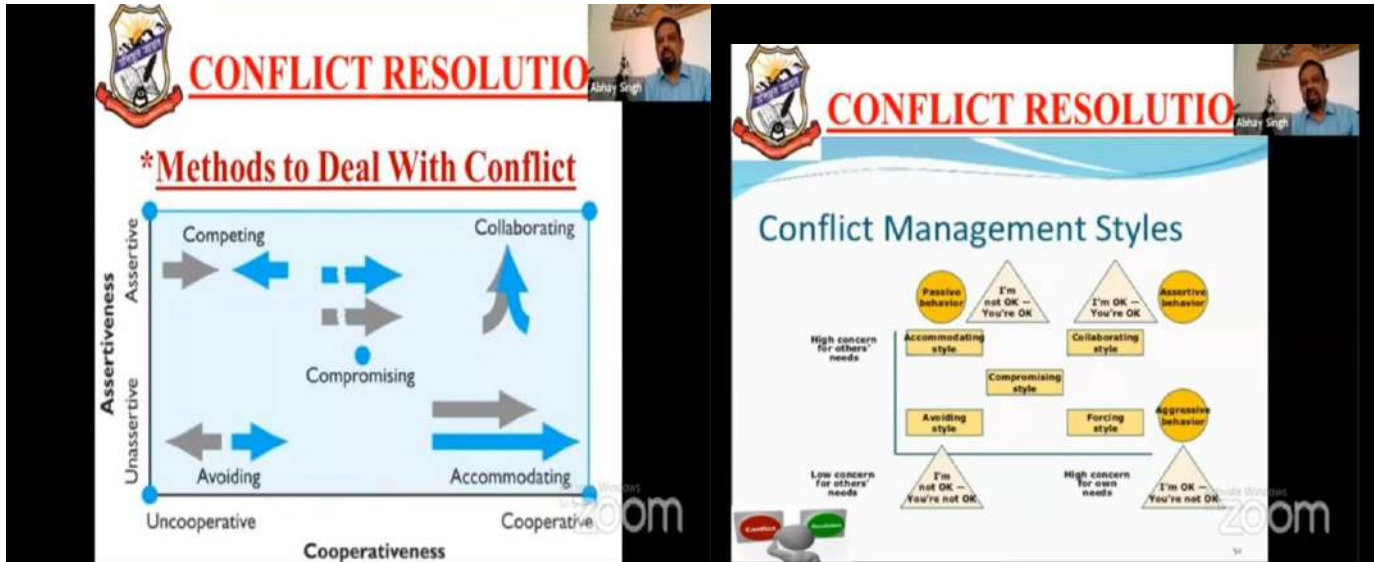 CONFLICT RESOLUTIO
Abhay Singh
*Methods to Deal With Conflict
Assertiveness
Assertive
Unassertive
Competing
Collaborating
Compromising
Avoiding
Accommodating
Uncooperative
Cooperative
Cooperativeness
zoom
CONFLICT RESOLUTIO
Abhay Singh
Conflict Management Styles
Passive
behavior
I'm
not OK —
You're OK
I'm OK —
You're OK
Assertive
behavior
High concern
for others'
needs
Accommodating
style
Collaborating
style
Compromising
style
Avoiding
style
Forcing
style
Aggressive
behavior
Low concern
for others'
needs
I'm
not OK —
You're not OK
High concern
for own
needs
I'm OK —
You're not OK
Conflict
zoom